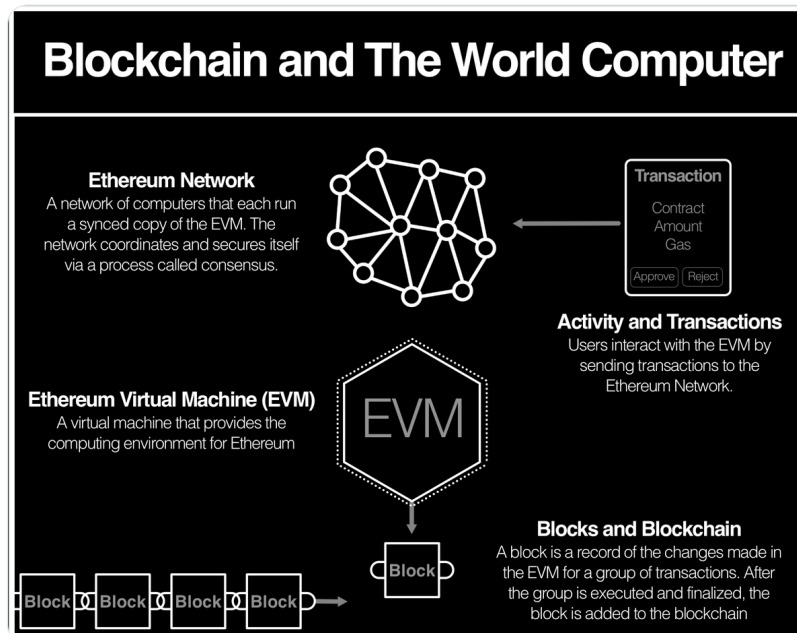 Blockchain and The World Computer
Ethereum Network
A network of computers that each run
a synced copy of the EVM. The
network coordinates and secures itself
via a process called consensus.
Transaction
Contract
Amount
Gas
Approve
Reject
Activity and Transactions
Users interact with the EVM by
sending transactions to the
Ethereum Network.
Ethereum Virtual Machine (EVM)
A virtual machine that provides the
computing environment for Ethereum
EVM
Blocks and Blockchain
A block is a record of the changes made in
the EVM for a group of transactions. After
the group is executed and finalized, the
block is added to the blockchain
Block
Block
Block
Block
Block